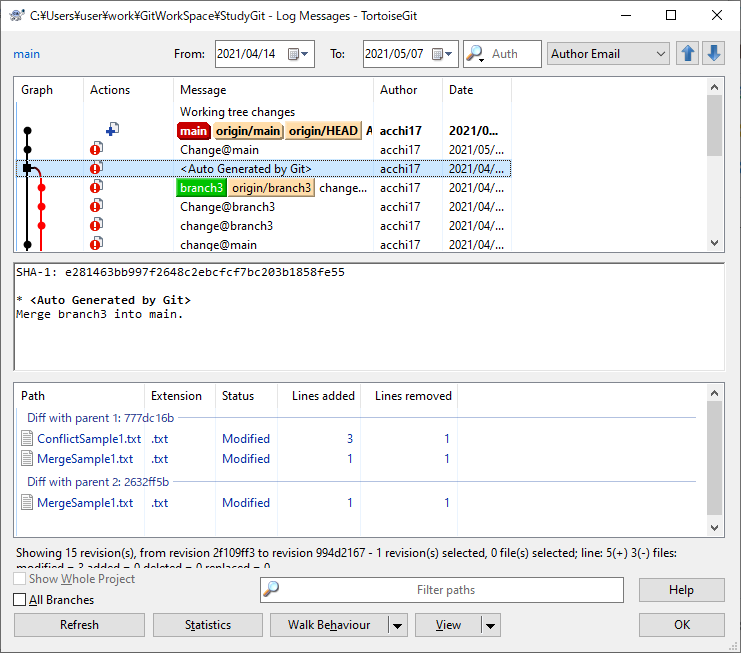 C:¥Users¥user¥work¥GitWorkSpace¥StudyGit - Log Messages - TortoiseGit
main From: 2021/04/14 To: 2021/05/07 Auth Author Email
Graph Actions Message Author Date
Working tree changes
main origin/main origin/HEAD A acchi17 2021/0...
Change@main acchi17 2021/05/...
<Auto Generated by Git> acchi17 2021/04/...
branch3 origin/branch3 change... acchi17 2021/04/...
Change@branch3 acchi17 2021/04/...
change@branch3 acchi17 2021/04/...
change@main acchi17 2021/04/...
SHA-1: e281463bb997f2648c2ebcfcf7bc203b1858fe55
* <Auto Generated by Git>
Merge branch3 into main.
Path Extension Status Lines added Lines removed
Diff with parent 1: 777dc16b
ConflictSample1.txt .txt Modified 3 1
MergeSample1.txt .txt Modified 1 1
Diff with parent 2: 2632ff5b
MergeSample1.txt .txt Modified 1 1
Showing 15 revision(s), from revision 2f109ff3 to revision 994d2167 - 1 revision(s) selected, 0 file(s) selected; line: 5(+) 3(-) files:
modified = 3 added = 0 deleted = 0 replaced = 0
Show Whole Project
All Branches
Filter paths Help
Refresh Statistics Walk Behaviour View OK